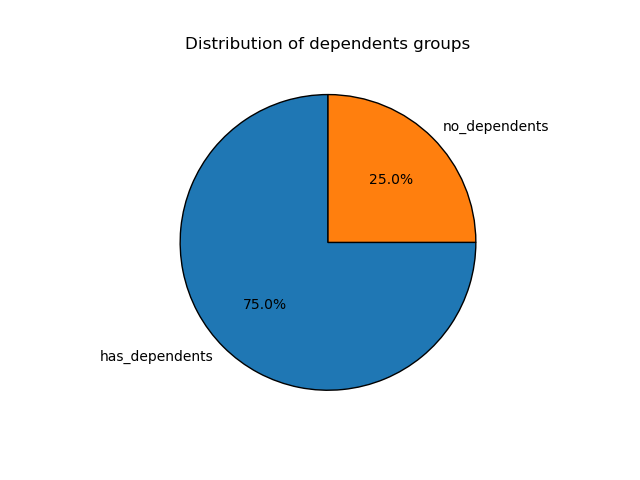 Distribution of dependents groups
no_dependents
25.0%
75.0%
has_dependents